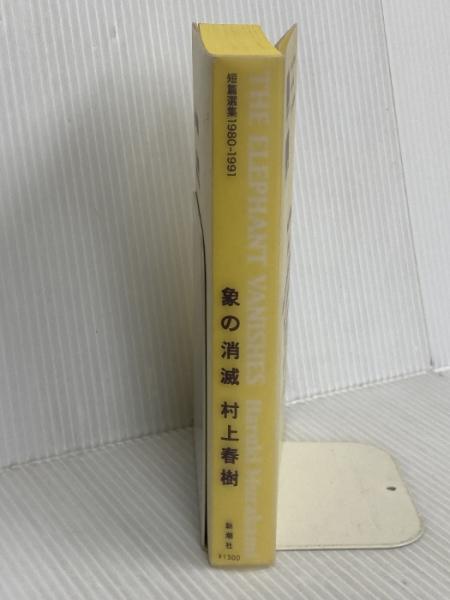 THE ELEPHANT VANISHES Haruki Murakami
短篇選集1980-1991
象の消滅 村上春樹
新潮社
¥1300